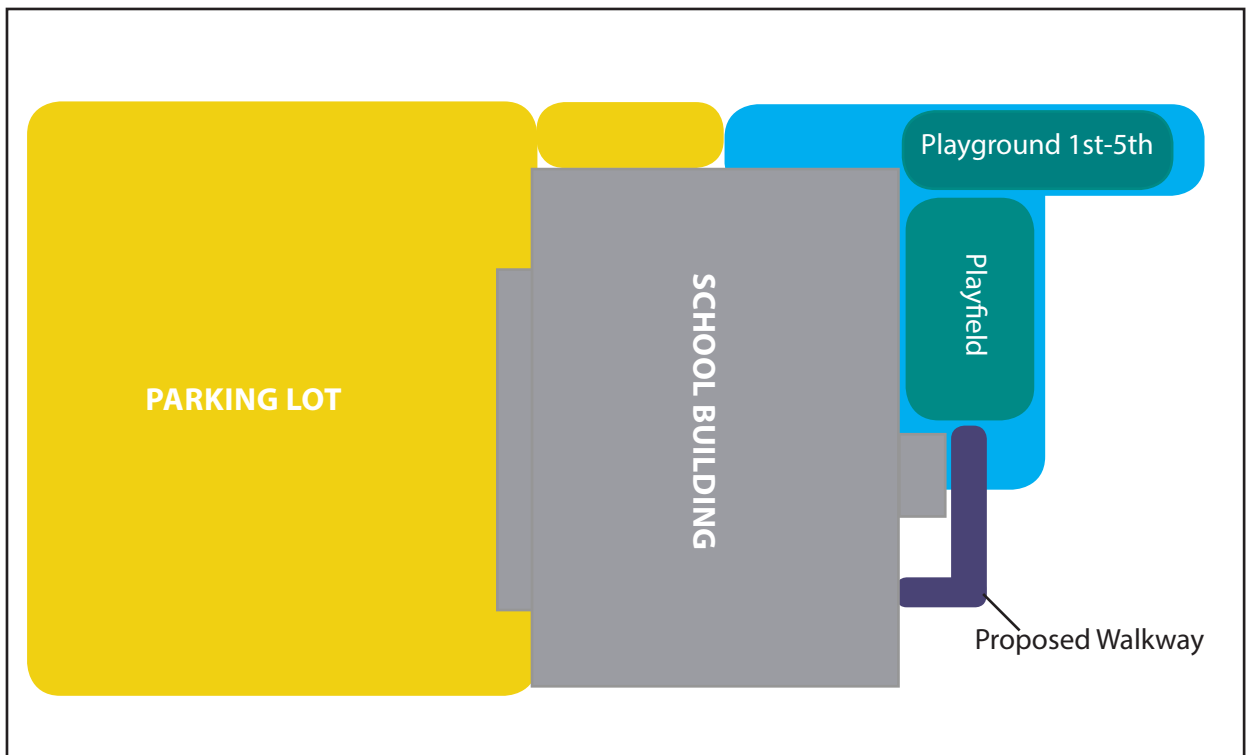 Playground 1st-5th
Playfield
SCHOOL BUILDING
PARKING LOT
Proposed Walkway